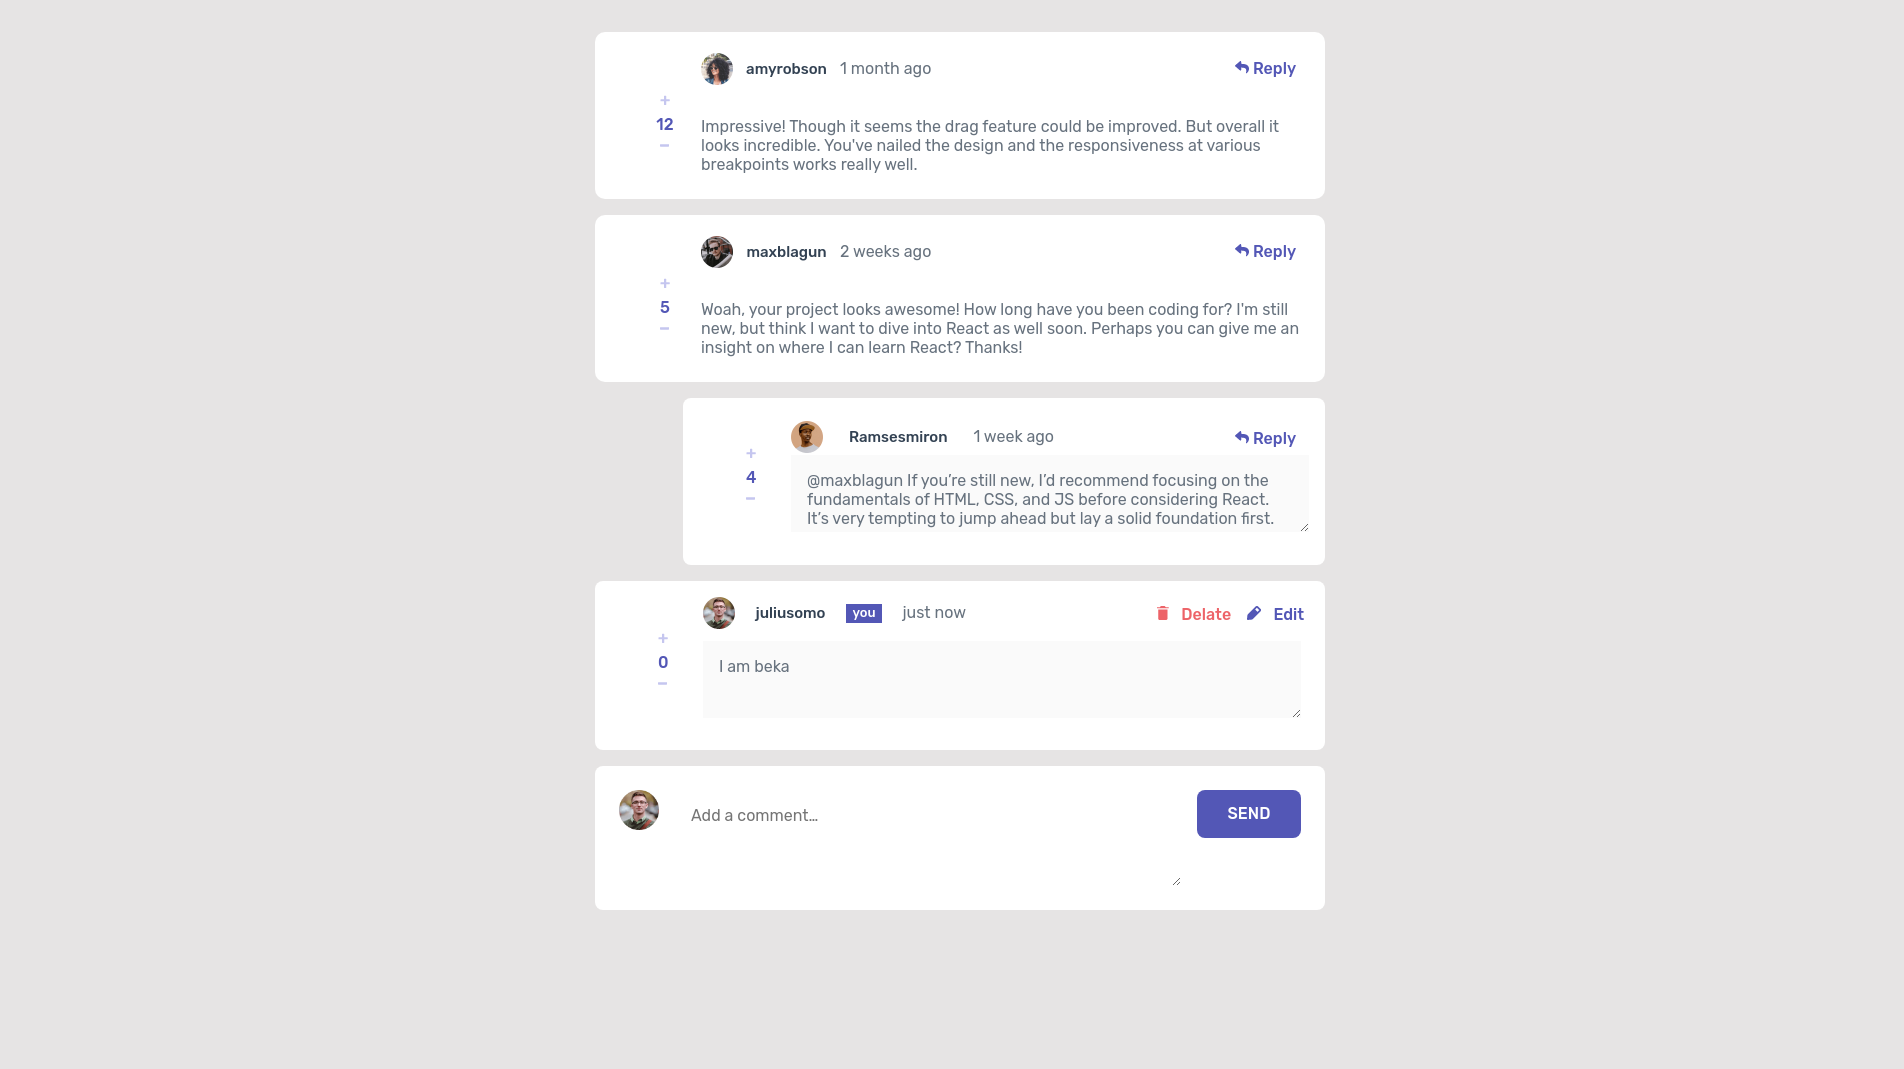 amyrobson 1 month ago Reply
+
12
Impressive! Though it seems the drag feature could be improved. But overall it
looks incredible. You've nailed the design and the responsiveness at various
breakpoints works really well.
−
maxblagun 2 weeks ago Reply
+
5
Woah, your project looks awesome! How long have you been coding for? I'm still
new, but think I want to dive into React as well soon. Perhaps you can give me an
insight on where I can learn React? Thanks!
−
Ramsesmiron 1 week ago Reply
+
4
@maxblagun If you’re still new, I’d recommend focusing on the
fundamentals of HTML, CSS, and JS before considering React.
It’s very tempting to jump ahead but lay a solid foundation first.
−
juliusomo you just now Delate Edit
+
0
I am beka
−
Add a comment… SEND